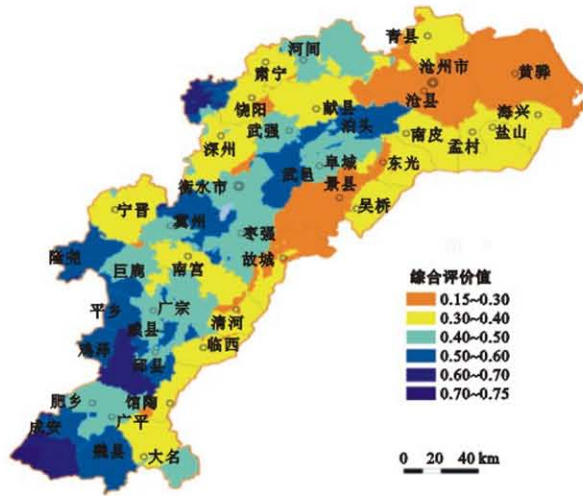 青县
河间
沧州市
黄骅
肃宁
沧县
饶阳
献县
海兴
泊头
武强
南皮
盐山
孟村
深州
阜城
东光
武邑
衡水市
景县
吴桥
宁晋
冀州
枣强
隆尧
故城
南宫
巨鹿
平乡
广宗
威县
清河
鸡泽
临西
邱县
肥乡
馆陶
广平
成安
魏县
大名
综合评价值
0.15~0.30
0.30~0.40
0.40~0.50
0.50~0.60
0.60~0.70
0.70~0.75
0 20 40 km